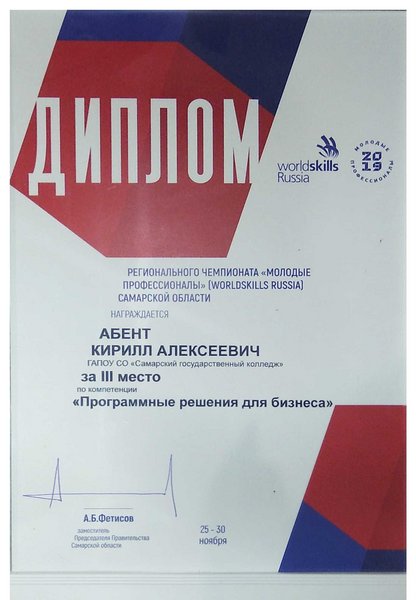 ДИПЛОМ
worldskills
Russia
МОЛОДЫЕ
ПРОФЕССИОНАЛЫ
20
19
РЕГИОНАЛЬНОГО ЧЕМПИОНАТА «МОЛОДЫЕ
ПРОФЕССИОНАЛЫ» (WORLDSKILLS RUSSIA)
САМАРСКОЙ ОБЛАСТИ
НАГРАЖДАЕТСЯ
АБЕНТ
КИРИЛЛ АЛЕКСЕЕВИЧ
ГАПОУ СО «Самарский государственный колледж»
за III место
по компетенции
«Программные решения для бизнеса»
А.Б.Фетисов
заместитель
Председателя Правительства
Самарской области
25 - 30
ноября